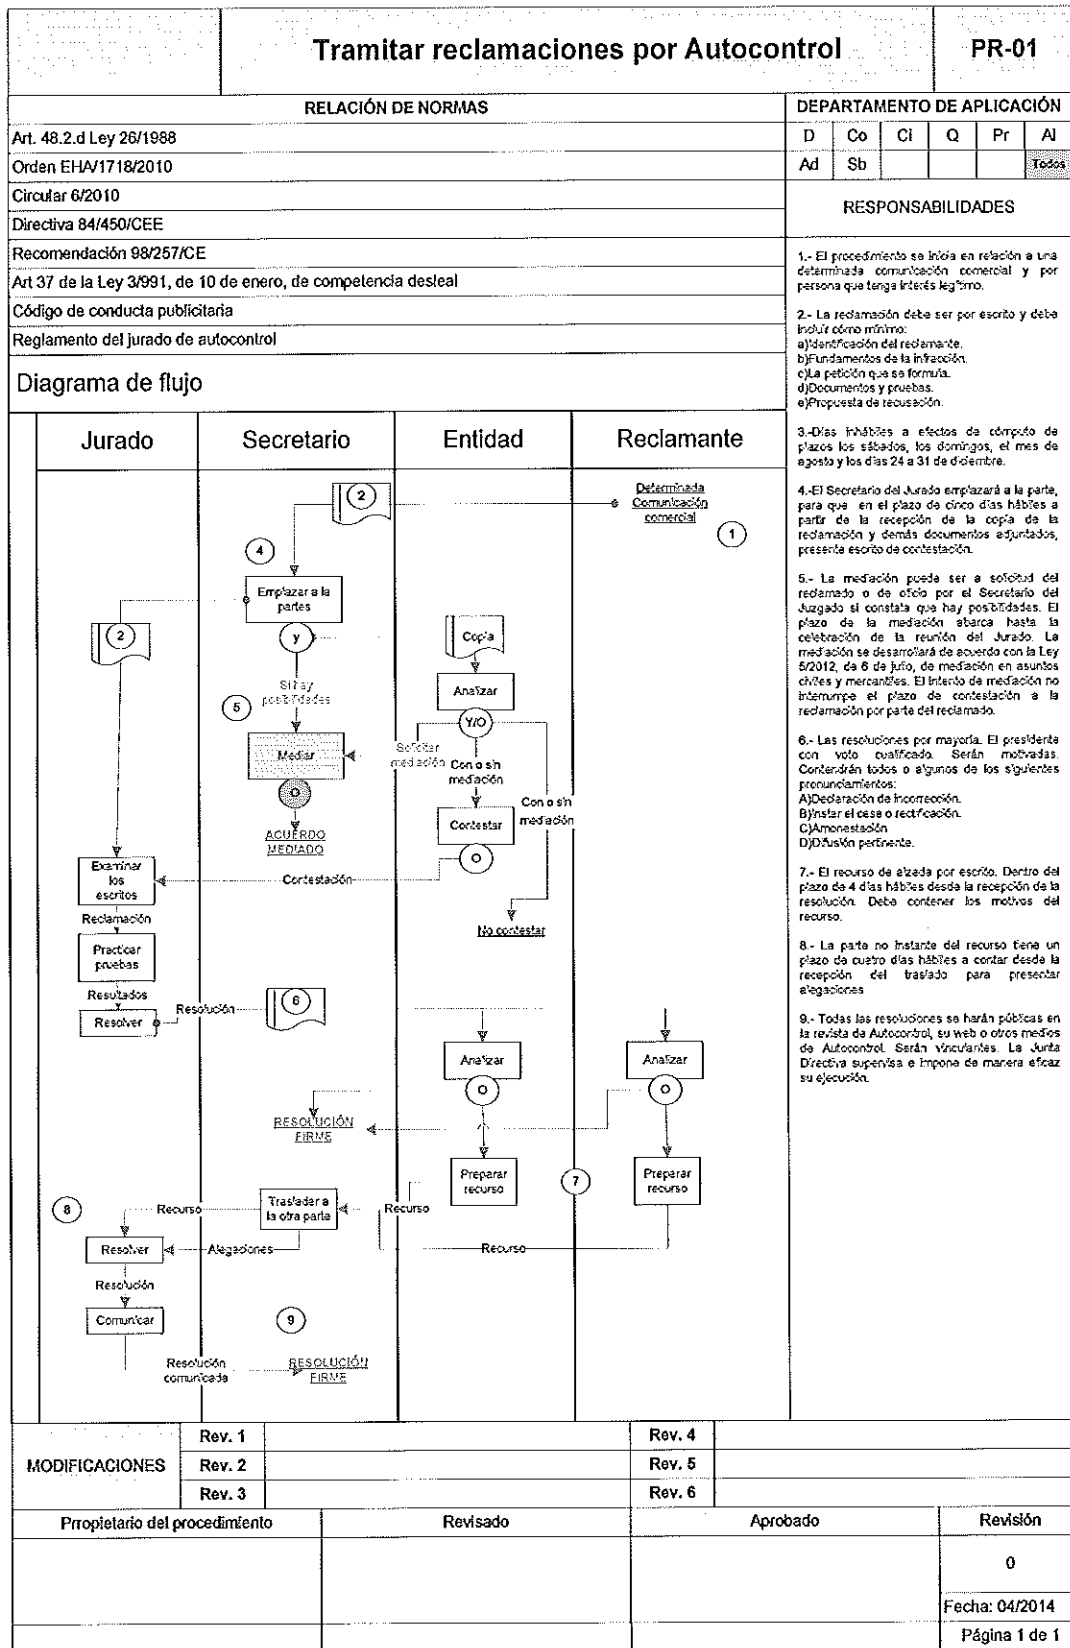 Tramitar reclamaciones por Autocontrol
PR-01
RELACIÓN DE NORMAS
Art. 48.2.d Ley 26/1988
Orden EHA/1718/2010
Circular 6/2010
Directiva 84/450/CEE
Recomendación 98/257/CE
Art 37 de la Ley 3/991, de 10 de enero, de competencia desleal
Código de conducta publicitaria
Reglamento del jurado de autocontrol
DEPARTAMENTO DE APLICACIÓN
D Co Cl Q Pr Al
Ad Sb Todos
RESPONSABILIDADES
1.- El procedimiento se inicia en relación a una
determinada comunicación comercial y por
persona que tenga interés legítimo.
2.- La reclamación debe ser por escrito y debe
incluir cómo mínimo:
a)Identificación del reclamante.
b)Fundamentos de la infracción.
c)La petición que se formula.
d)Documentos y pruebas.
e)Propuesta de recusación.
3.-Días inhábiles a efectos de cómputo de
plazos los sábados, los domingos, el mes de
agosto y los días 24 a 31 de diciembre.
4.-El Secretario del Jurado emplazará a la parte,
para que en el plazo de cinco días hábiles a
partir de la recepción de la copia de la
reclamación y demás documentos adjuntados,
presente escrito de contestación.
5.- La mediación puede ser a solicitud del
reclamado o de oficio por el Secretario del
Juzgado si constata que hay posibilidades. El
plazo de la mediación abarca hasta la
celebración de la reunión del Jurado. La
mediación se desarrollará de acuerdo con la Ley
5/2012, de 6 de julio, de mediación en asuntos
civiles y mercantiles. El intento de mediación no
interrumpe el plazo de contestación a la
reclamación por parte del reclamado.
6.- Las resoluciones por mayoría. El presidente
con voto cualificado. Serán motivadas.
Contendrán todos o algunos de los siguientes
pronunciamientos:
A)Declaración de incorrección.
B)Instar el cese o rectificación.
C)Amonestación
D)Difusión pertinente.
7.- El recurso de alzada por escrito. Dentro del
plazo de 4 días hábiles desde la recepción de la
resolución. Debe contener los motivos del
recurso.
8.- La parte no instante del recurso tiene un
plazo de cuatro días hábiles a contar desde la
recepción del traslado para presentar
alegaciones
9.- Todas las resoluciones se harán públicas en
la revista de Autocontrol, su web o otros medios
de Autocontrol. Serán vinculantes. La Junta
Directiva supervisa e impone de manera eficaz
su ejecución.
Diagrama de flujo
Jurado
Secretario
Entidad
Reclamante
2
Determinada
Comunicación
comercial
1
4
Emplazar a la
partes
y
2
Copia
Analizar
Y/O
Si hay
posibilidades
5
Mediar
O
ACUERDO
MEDIADO
Solicitar
mediación
Con o sin
mediación
Con o sin
mediación
Contestar
O
Contestación
No contestar
Examinar
los
escritos
Reclamación
Practicar
pruebas
Resultados
Resolver
Resolución
6
Analizar
O
Analizar
O
RESOLUCIÓN
FIRME
Preparar
recurso
7
Preparar
recurso
8
Recurso
Trasladar a
la otra parte
Recurso
Recurso
Resolver
Alegaciones
Resolución
Comunicar
9
Resolución
comunicada
RESOLUCIÓN
FIRME
MODIFICACIONES
Rev. 1
Rev. 2
Rev. 3
Rev. 4
Rev. 5
Rev. 6
Prropietario del procedimiento
Revisado
Aprobado
Revisión
0
Fecha: 04/2014
Página 1 de 1